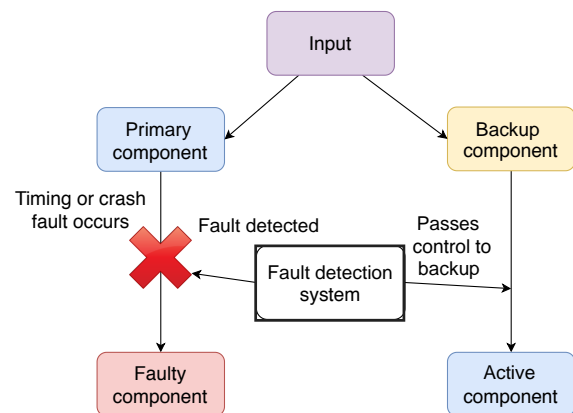 Input
Primary
component
Backup
component
Timing or crash
fault occurs
Fault detected
Passes
control to
backup
Fault detection
system
Faulty
component
Active
component